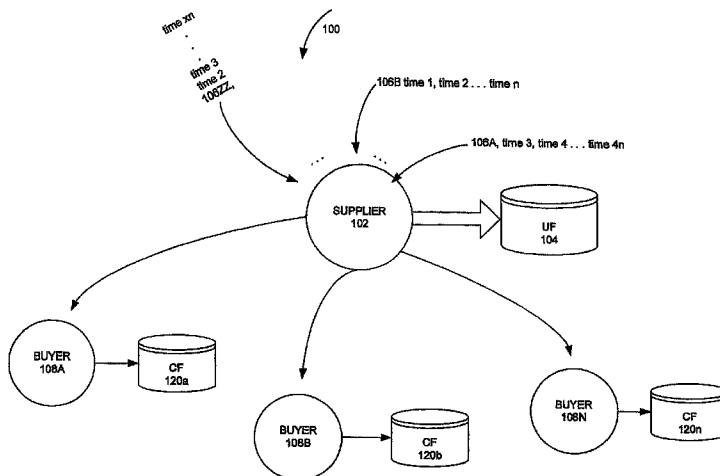 time xn
.
.
.
time 3
time 2
106ZZ,
100
106B time 1, time 2 . . . time n
106A, time 3, time 4 . . . time 4n
. . .
. . .
SUPPLIER
102
UF
104
BUYER
108A
CF
120a
BUYER
108B
CF
120b
BUYER
108N
CF
120n